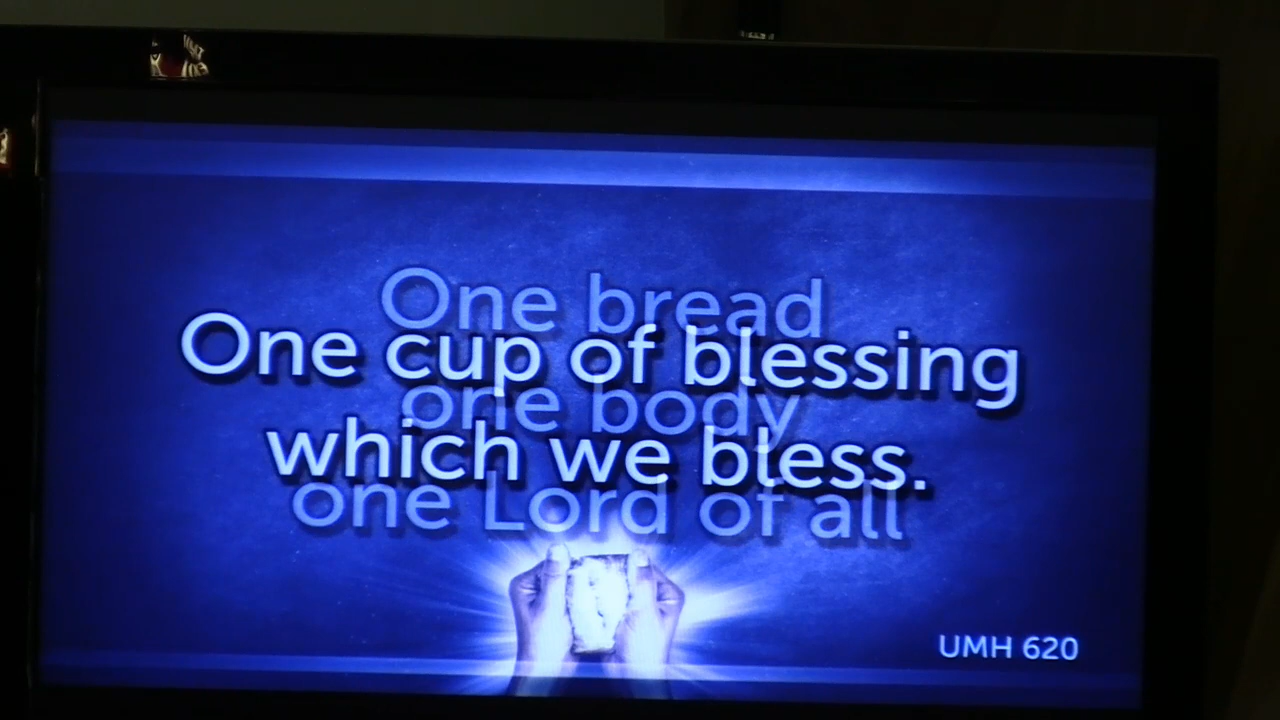 One bread
One cup of blessing
one body
which we bless.
one Lord of all
UMH 620